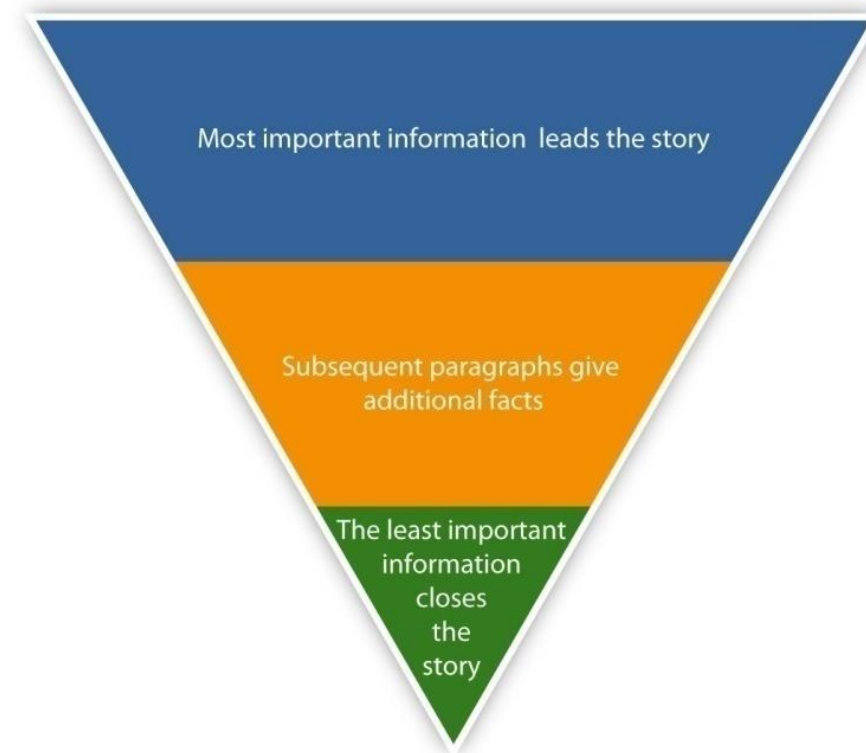 Most important information leads the story
Subsequent paragraphs give
additional facts
The least important
information
closes
the
story